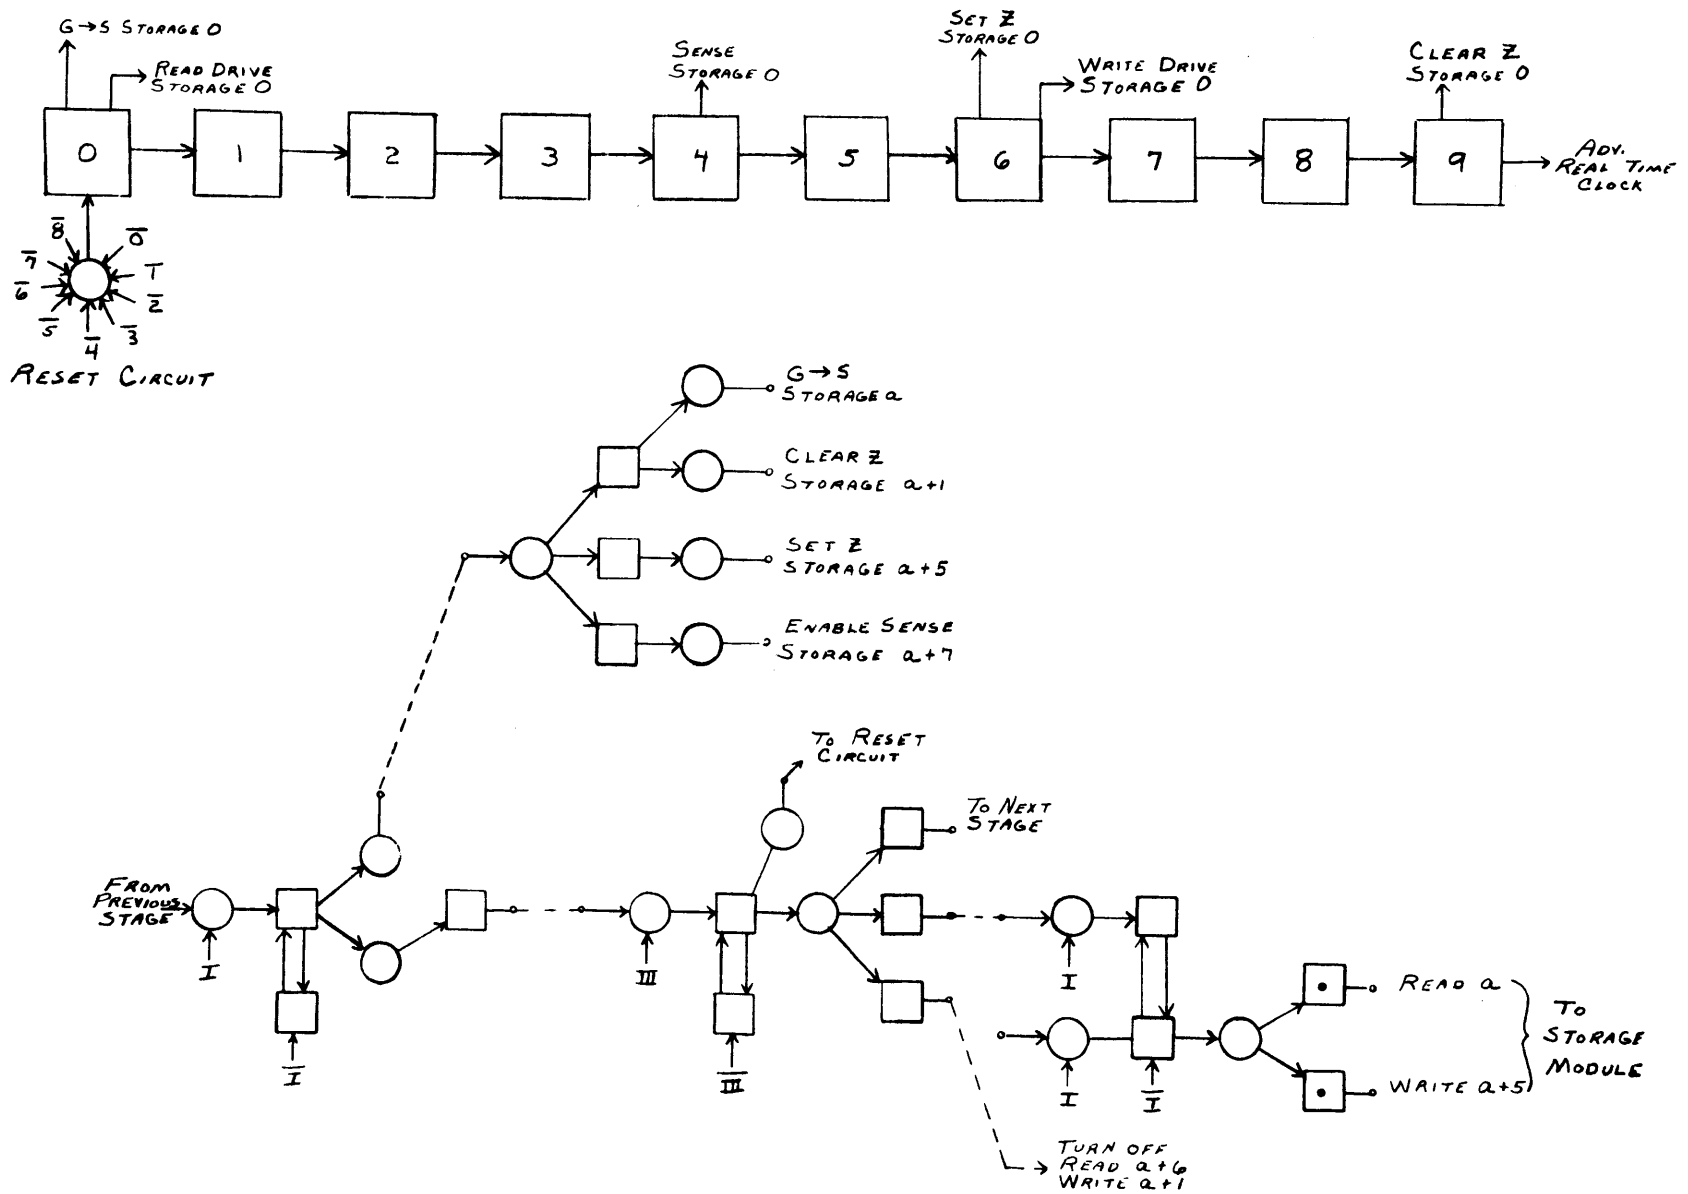 G→S STORAGE 0
READ DRIVE
STORAGE 0
SENSE
STORAGE 0
SET Z
STORAGE 0
WRITE DRIVE
STORAGE 0
CLEAR Z
STORAGE 0
0
1
2
3
4
5
6
7
8
9
ADV.
REAL TIME
CLOCK
8̅
0̅
7̅
1̅
6̅
2̅
5̅
3̅
4̅
RESET CIRCUIT
G→S
STORAGE a
CLEAR Z
STORAGE a+1
SET Z
STORAGE a+5
ENABLE SENSE
STORAGE a+7
TO RESET
CIRCUIT
TO NEXT
STAGE
FROM
PREVIOUS
STAGE
I
I̅
III
I̅I̅I̅
I
I
I̅
READ a
WRITE a+5
TO
STORAGE
MODULE
TURN OFF
READ a+6
WRITE a+1